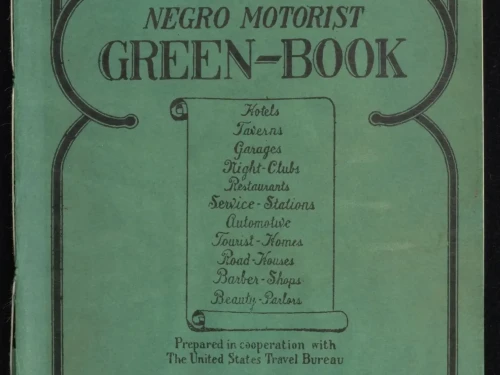 NEGRO MOTORIST
GREEN-BOOK
Hotels
Taverns
Garages
Night-Clubs
Restaurants
Service-Stations
Automotive
Tourist-Homes
Road-Houses
Barber-Shops
Beauty-Parlors
Prepared in cooperation with
The United States Travel Bureau